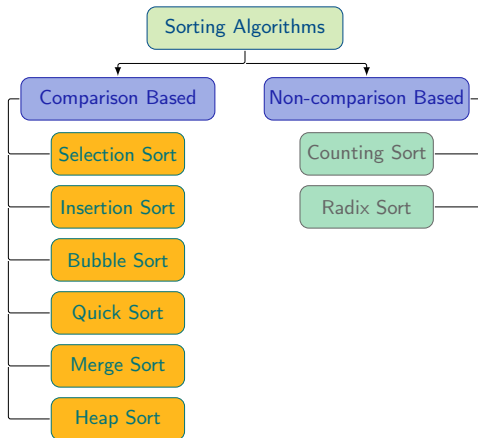 Sorting Algorithms
Comparison Based
Non-comparison Based
Selection Sort
Counting Sort
Insertion Sort
Radix Sort
Bubble Sort
Quick Sort
Merge Sort
Heap Sort